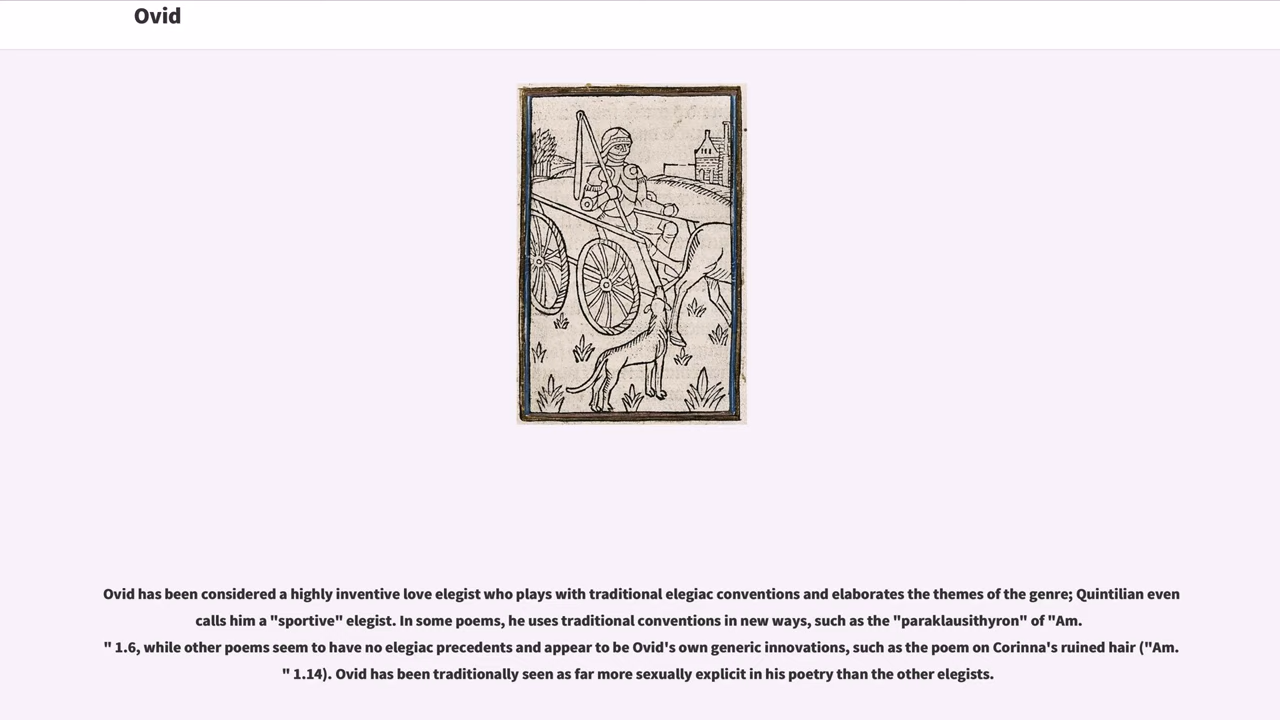 Ovid
Ovid has been considered a highly inventive love elegist who plays with traditional elegiac conventions and elaborates the themes of the genre; Quintilian even
calls him a "sportive" elegist. In some poems, he uses traditional conventions in new ways, such as the "paraklausithyron" of "Am.
" 1.6, while other poems seem to have no elegiac precedents and appear to be Ovid's own generic innovations, such as the poem on Corinna's ruined hair ("Am.
" 1.14). Ovid has been traditionally seen as far more sexually explicit in his poetry than the other elegists.